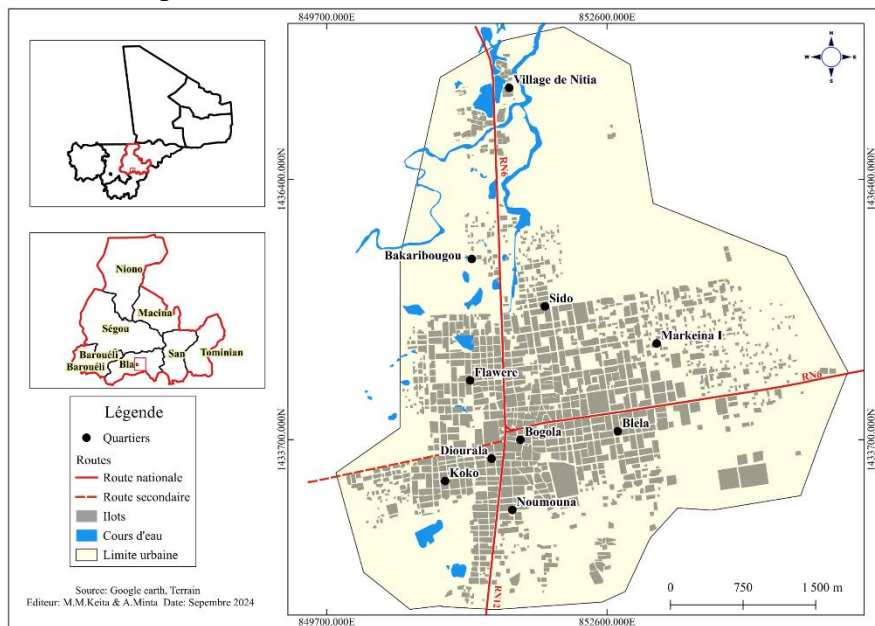 849700.000E
852600.000E
N
W
E
S
Village de Nitia
RN6
1436400.000N
1436400.000N
Bakaribougou
Sido
Markeina I
Flawere
RN6
Bogola
Blela
1433700.000N
1433700.000N
Diourala
Koko
Noumouna
RN12
0
750
1 500 m
849700.000E
852600.000E
Niono
Macina
Ségou
Barouéli
Barouéli
Bla
San
Tominian
Légende
Quartiers
Routes
Route nationale
Route secondaire
Ilots
Cours d'eau
Limite urbaine
Source: Google earth, Terrain
Editeur: M.M.Keita & A.Minta Date: Sepembre 2024